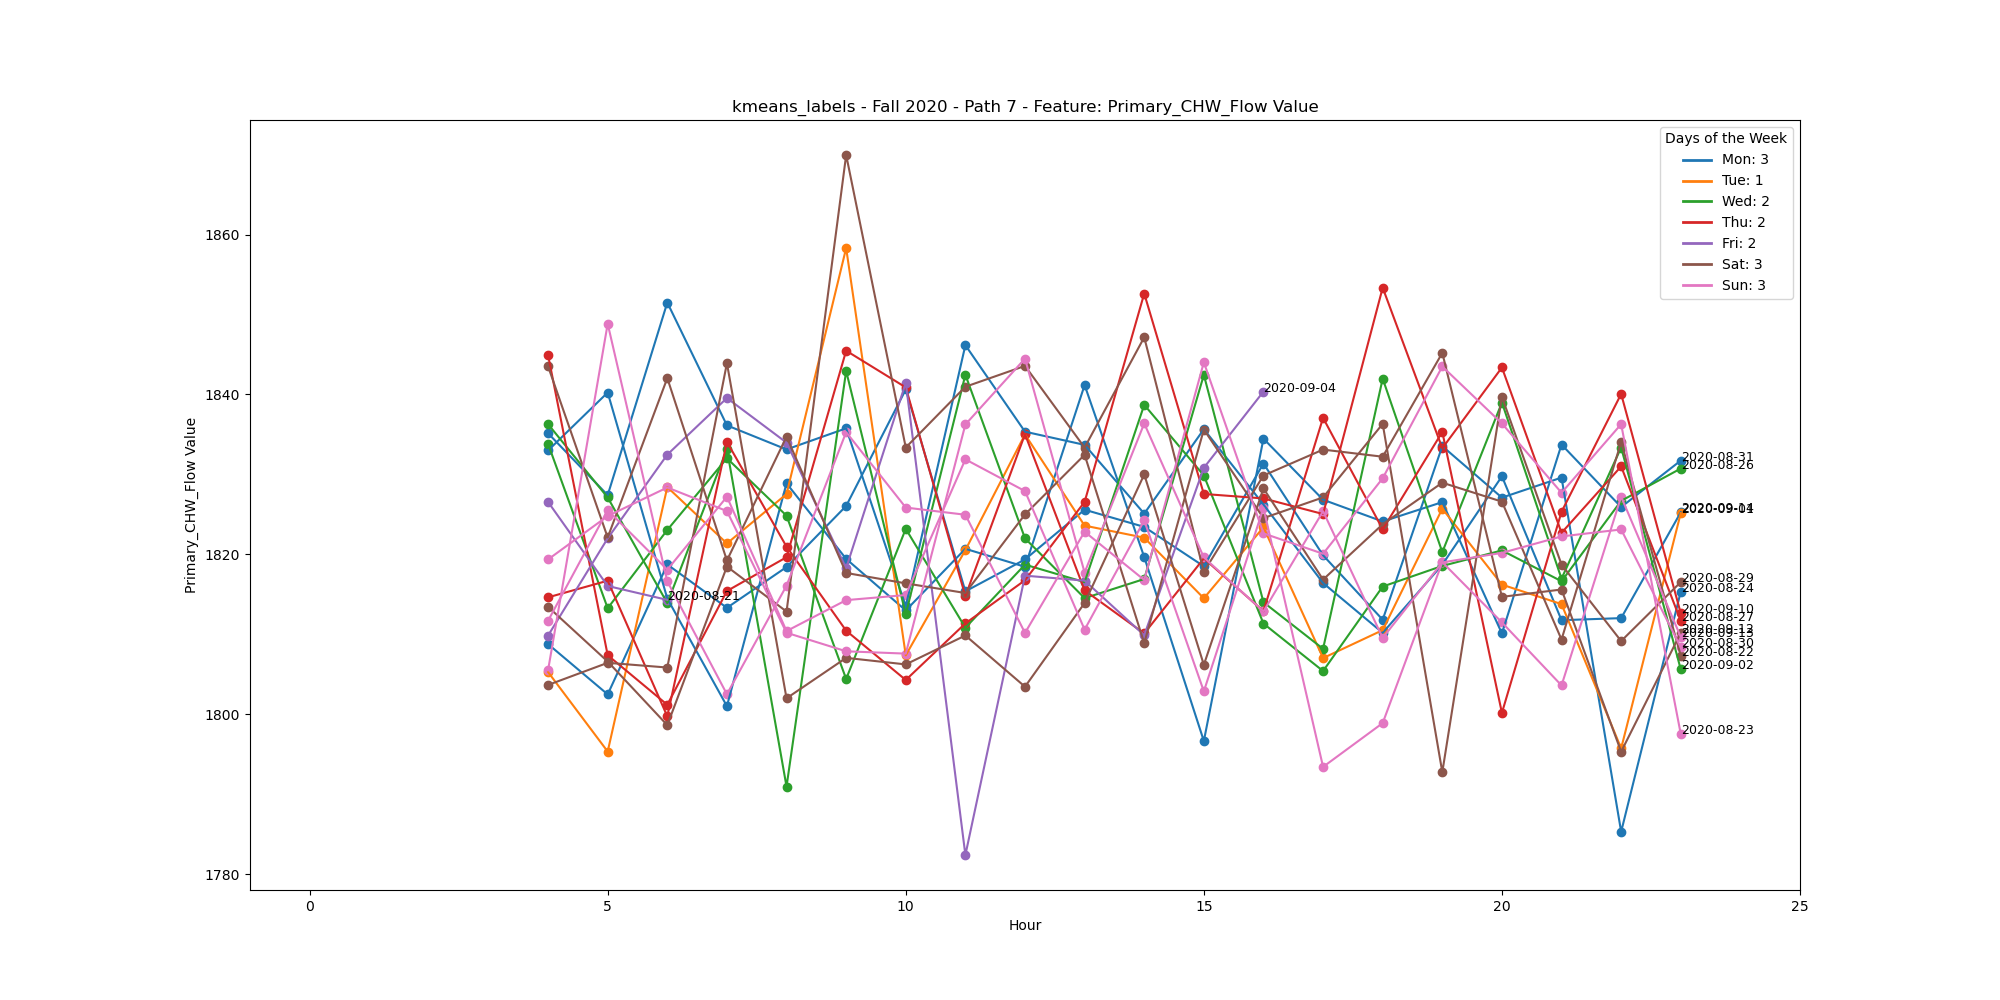 kmeans_labels - Fall 2020 - Path 7 - Feature: Primary_CHW_Flow Value
Days of the Week
Mon: 3
Tue: 1
Wed: 2
Thu: 2
Fri: 2
Sat: 3
Sun: 3
Primary_CHW_Flow Value
1860
1840
1820
1800
1780
2020-09-04
2020-08-21
2020-08-31
2020-08-26
2020-09-14
2020-08-29
2020-08-24
2020-09-10
2020-08-27
2020-09-12
2020-09-13
2020-08-30
2020-08-22
2020-09-02
2020-08-23
0
5
10
15
20
25
Hour